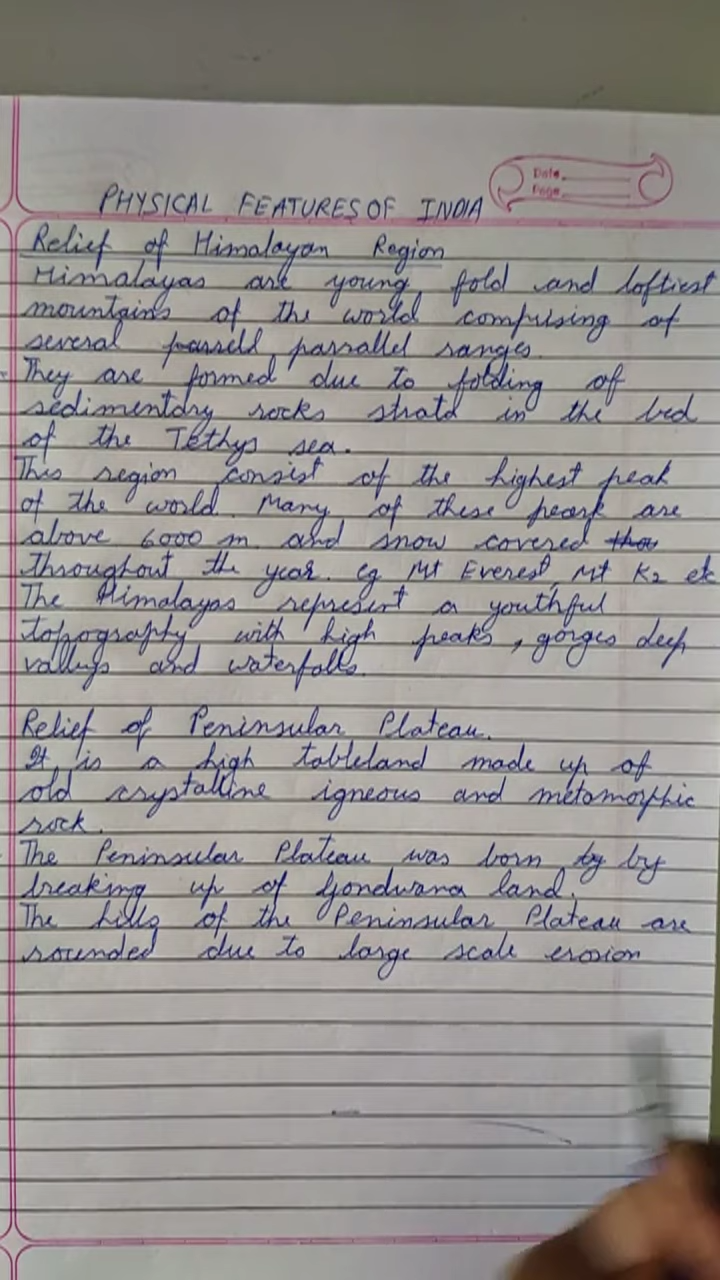 Date.
Page
PHYSICAL FEATURES OF INDIA
Relief of Himalayan Region
Himalayas are young, fold and loftiest
mountains of the world comprising of
several parrell parrallel ranges.
They are formed due to folding of
sedimentary rocks strata in the bed
of the Tethys sea.
This region consist of the highest peak
of the world. Many of these peark are
above 6000 m and snow covered thou
throughout the year. eg Mt Everest, Mt K2 etc
The Himalayas represent a youthful
topography with high peaks, gorges deep
valleys and waterfalls.
Relief of Peninsular Plateau.
It is a high tableland made up of
old crystalline igneous and metamorphic
rock.
The Peninsular Plateau was born by by
breaking up of Gondwana land.
The hills of the Peninsular Plateau are
rounded due to large scale erosion